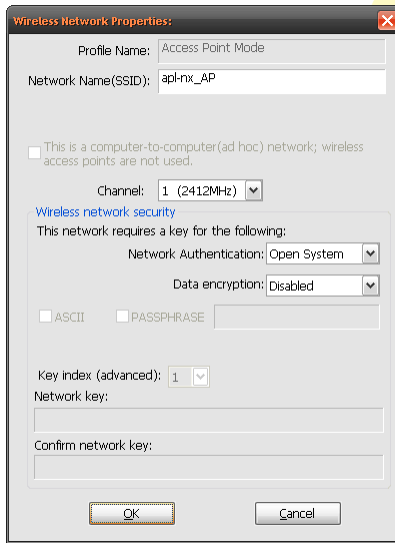 Wireless Network Properties:
Profile Name: Access Point Mode
Network Name(SSID): apl-nx_AP
This is a computer-to-computer(ad hoc) network; wireless
access points are not used.
Channel: 1 (2412MHz)
Wireless network security
This network requires a key for the following:
Network Authentication: Open System
Data encryption: Disabled
ASCII PASSPHRASE
Key index (advanced): 1
Network key:
Confirm network key:
OK Cancel